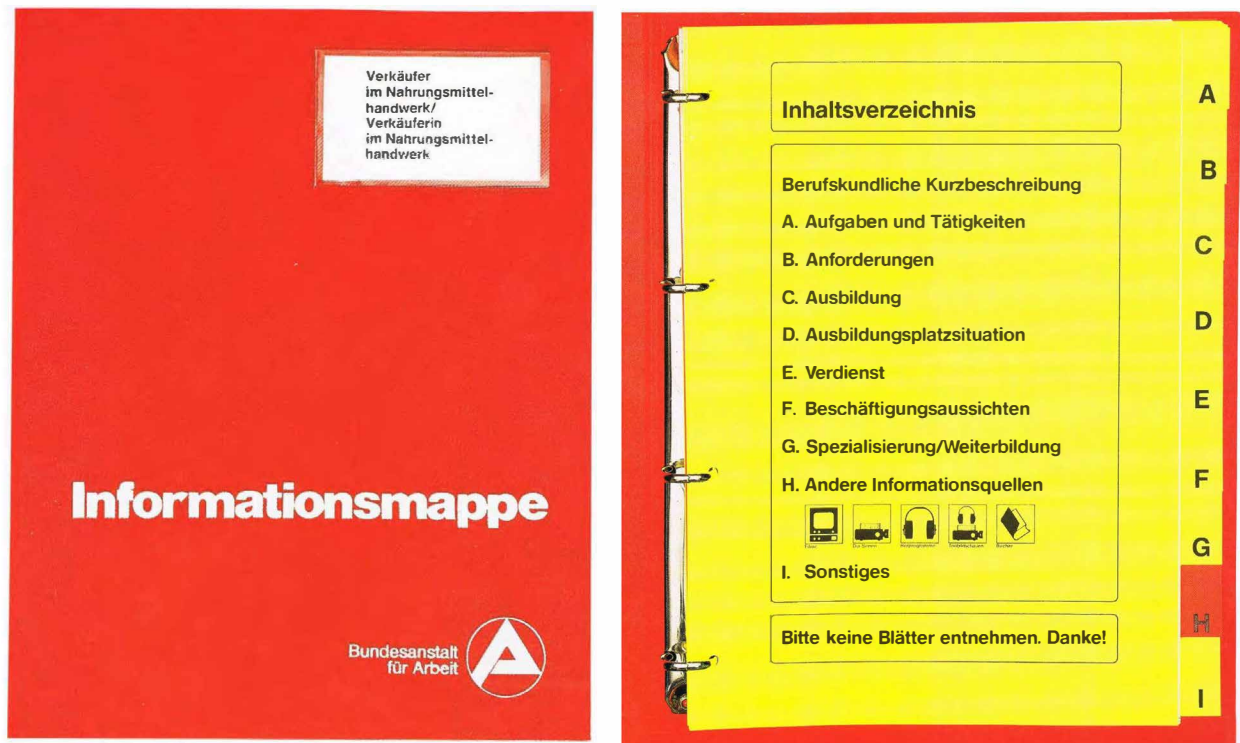 Verkäufer
im Nahrungsmittel-
handwerk/
Verkäuferin
im Nahrungsmittel-
handwerk
Informationsmappe
Bundesanstalt
für Arbeit
Inhaltsverzeichnis
Berufskundliche Kurzbeschreibung
A. Aufgaben und Tätigkeiten
B. Anforderungen
C. Ausbildung
D. Ausbildungsplatzsituation
E. Verdienst
F. Beschäftigungsaussichten
G. Spezialisierung/Weiterbildung
H. Andere Informationsquellen
I. Sonstiges
Bitte keine Blätter entnehmen. Danke!
A
B
C
D
E
F
G
H
I